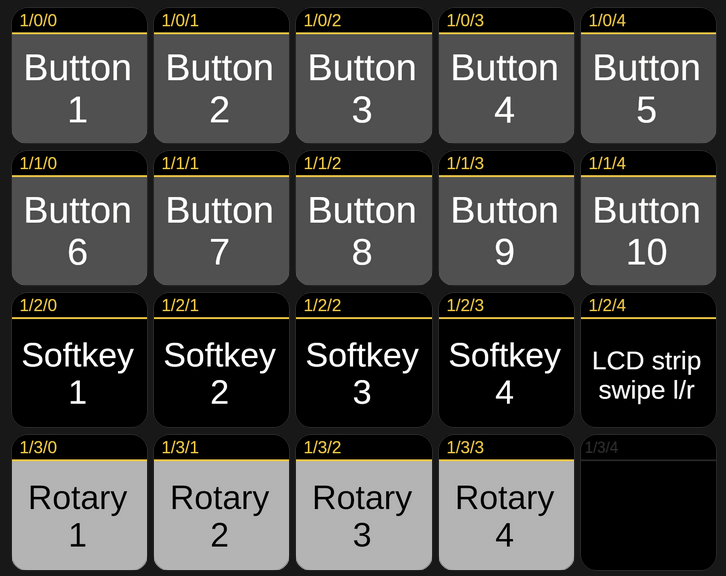 1/0/0 1/0/1 1/0/2 1/0/3 1/0/4
Button Button Button Button Button
1 2 3 4 5
1/1/0 1/1/1 1/1/2 1/1/3 1/1/4
Button Button Button Button Button
6 7 8 9 10
1/2/0 1/2/1 1/2/2 1/2/3 1/2/4
Softkey Softkey Softkey Softkey LCD strip
1 2 3 4 swipe l/r
1/3/0 1/3/1 1/3/2 1/3/3 1/3/4
Rotary Rotary Rotary Rotary
1 2 3 4